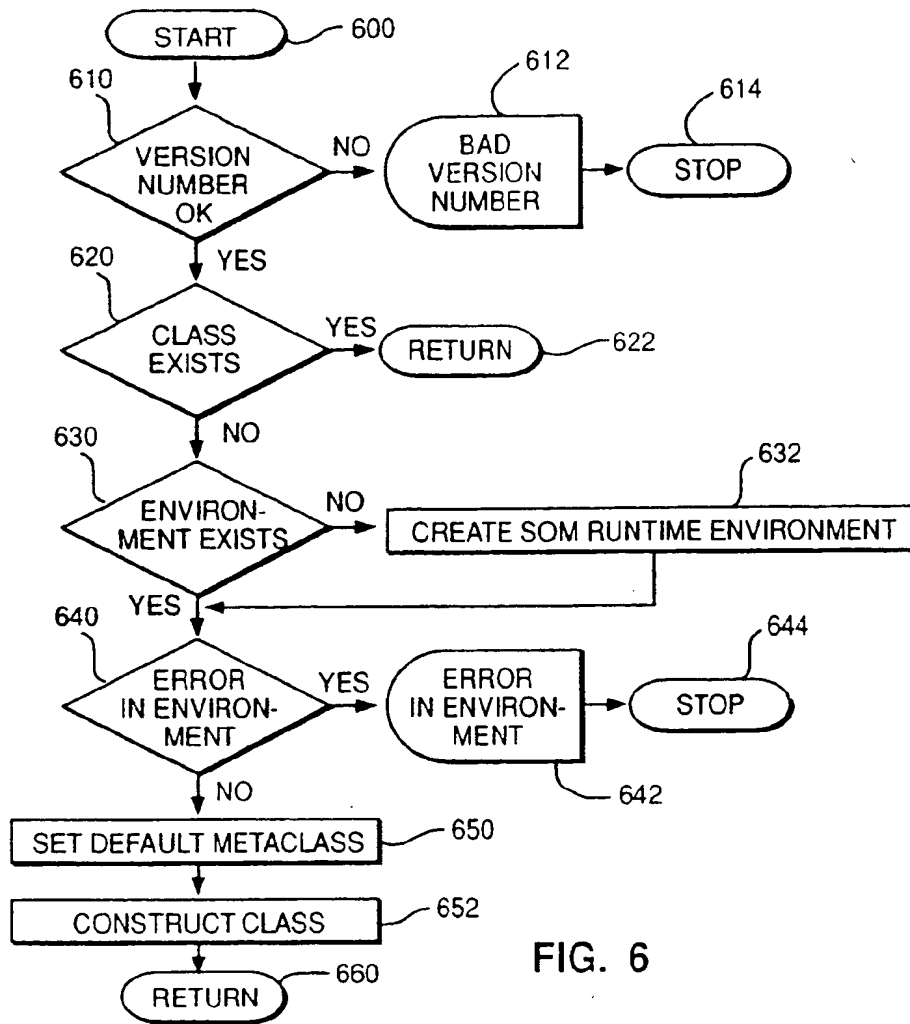 START
600
610
VERSION
NUMBER
OK
NO
612
BAD
VERSION
NUMBER
614
STOP
YES
620
CLASS
EXISTS
YES
RETURN
622
NO
630
ENVIRON-
MENT EXISTS
NO
632
CREATE SOM RUNTIME ENVIRONMENT
YES
640
ERROR
IN ENVIRON-
MENT
YES
ERROR
IN ENVIRON-
MENT
642
644
STOP
NO
SET DEFAULT METACLASS
650
CONSTRUCT CLASS
652
RETURN
660
FIG. 6